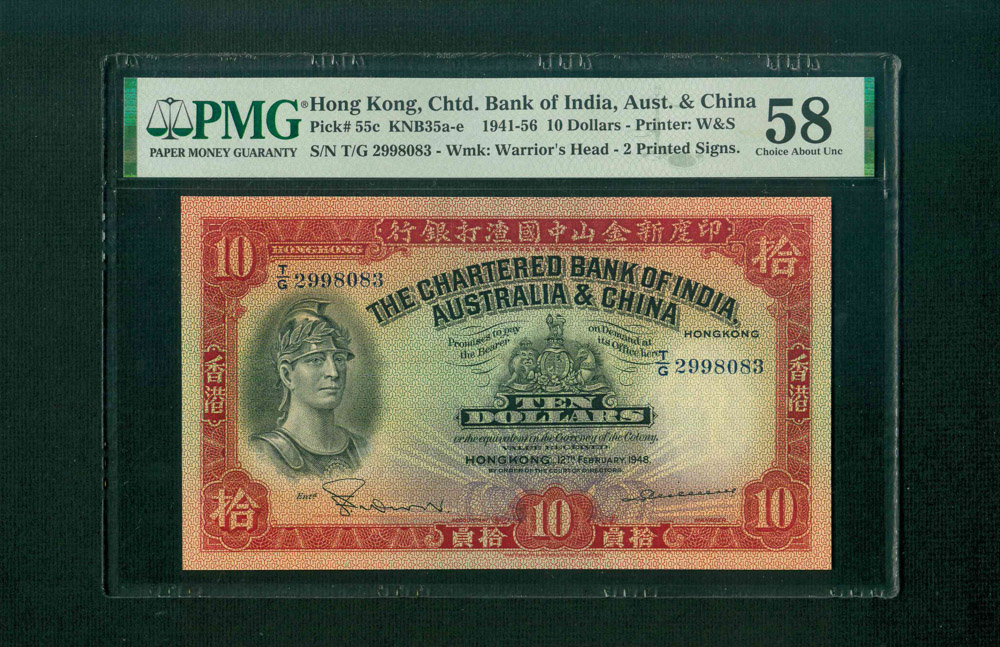 PMG®
PAPER MONEY GUARANTY
Hong Kong, Chtd. Bank of India, Aust. & China
Pick# 55c KNB35a-e 1941-56 10 Dollars - Printer: W&S
S/N T/G 2998083 - Wmk: Warrior's Head - 2 Printed Signs.
58
Choice About Unc
行銀打渣國中山金新度印
10
HONGKONG
拾
T/G 2998083
THE CHARTERED BANK OF INDIA,
AUSTRALIA & CHINA
HONGKONG
Promises to pay
the Bearer
on Demand at
its Office here
T/G 2998083
香港
香港
TEN
DOLLARS
or the equivalent in the Currency of the Colony.
VALUE RECEIVED
HONGKONG, 12TH FEBRUARY, 1948.
BY ORDER OF THE COURT OF DIRECTORS.
Entd
拾
10
10
員拾
員拾